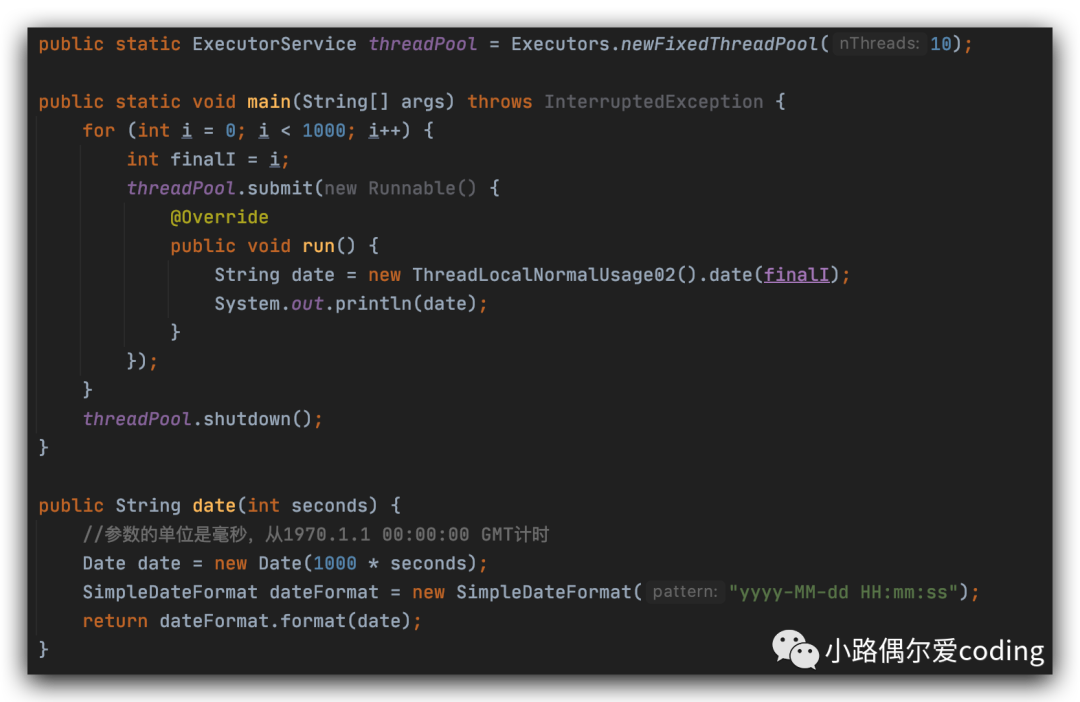 public static ExecutorService threadPool = Executors.newFixedThreadPool( nThreads: 10);
public static void main(String[] args) throws InterruptedException {
for (int i = 0; i < 1000; i++) {
int finalI = i;
threadPool.submit(new Runnable() {
@Override
public void run() {
String date = new ThreadLocalNormalUsage02().date(finalI);
System.out.println(date);
}
});
}
threadPool.shutdown();
}
public String date(int seconds) {
//参数的单位是毫秒，从1970.1.1 00:00:00 GMT计时
Date date = new Date(1000 * seconds);
SimpleDateFormat dateFormat = new SimpleDateFormat( pattern: "yyyy-MM-dd HH:mm:ss");
return dateFormat.format(date);
}
小路偶尔爱coding